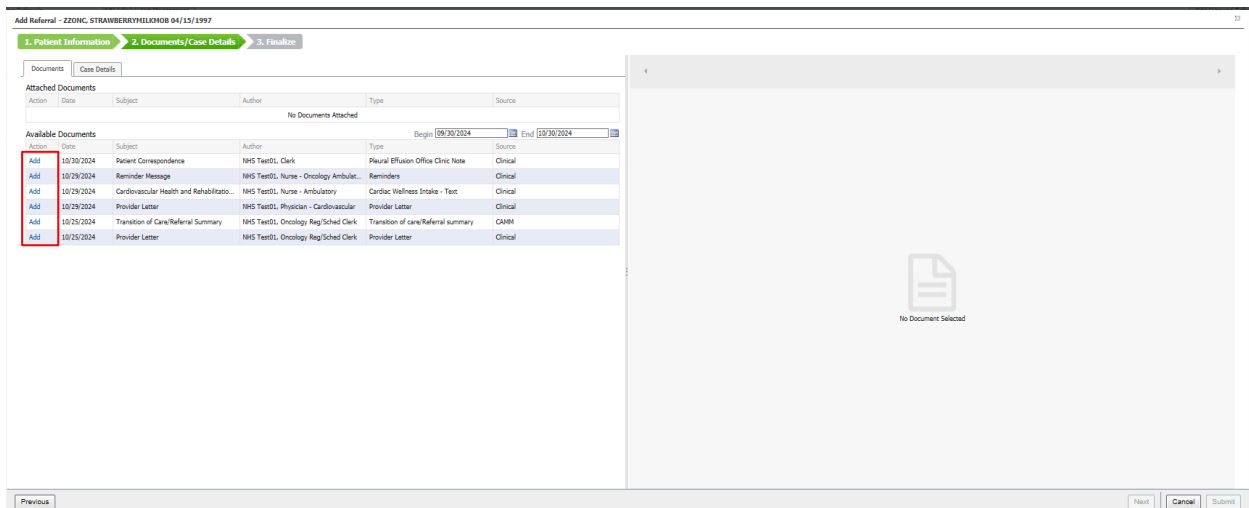 Add Referral - ZZONC, STRAWBERRYMILKMOB 04/15/1997
1. Patient Information 2. Documents/Case Details 3. Finalize
Documents Case Details
Attached Documents
Action Date Subject Author Type Source
No Documents Attached
Available Documents Begin 09/30/2024 End 10/30/2024
Action Date Subject Author Type Source
Add 10/30/2024 Patient Correspondence NHS Test01, Clerk Pleural Effusion Office Clinic Note Clinical
Add 10/29/2024 Reminder Message NHS Test01, Nurse - Oncology Ambulat... Reminders Clinical
Add 10/29/2024 Cardiovascular Health and Rehabilitatio... NHS Test01, Nurse - Ambulatory Cardiac Wellness Intake - Text Clinical
Add 10/29/2024 Provider Letter NHS Test01, Physician - Cardiovascular Provider Letter Clinical
Add 10/25/2024 Transition of Care/Referral Summary NHS Test01, Oncology Reg/Sched Clerk Transition of care/Referral summary CAMM
Add 10/25/2024 Provider Letter NHS Test01, Oncology Reg/Sched Clerk Provider Letter Clinical
No Document Selected
Previous Next Cancel Submit